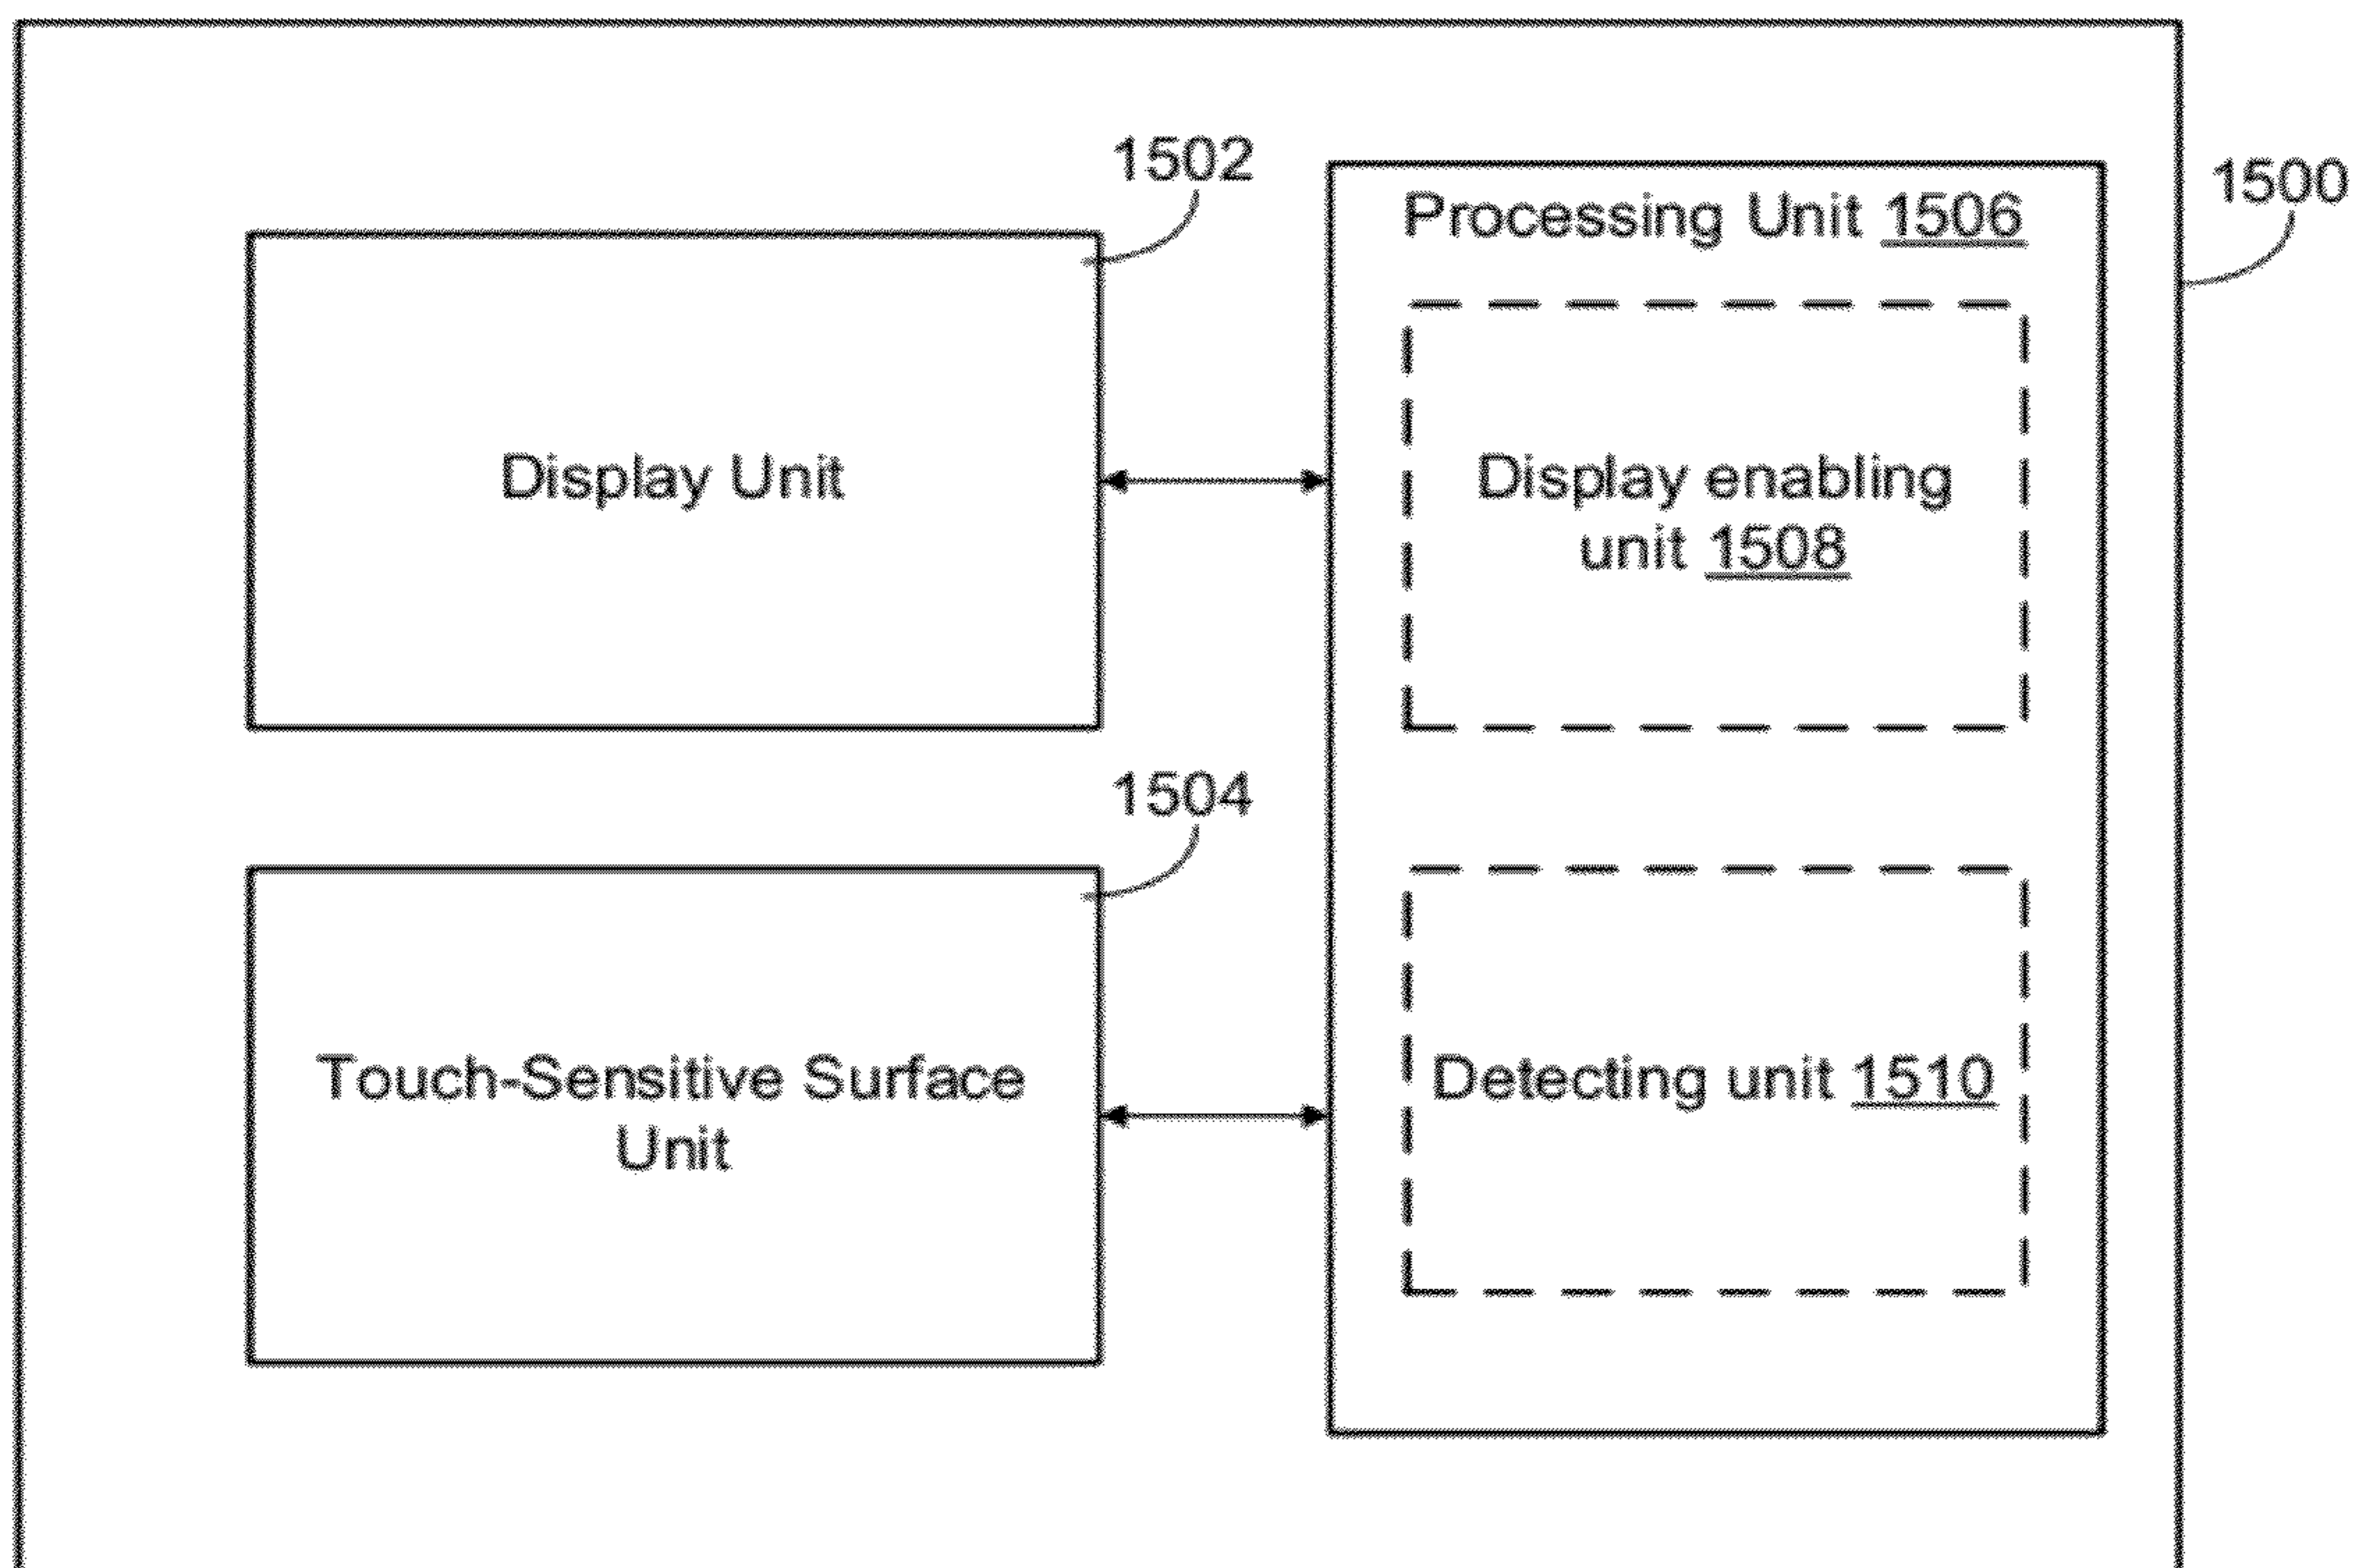 1502
1500
Processing Unit 1506
Display Unit
Display enabling
unit 1508
1504
Touch-Sensitive Surface
Unit
Detecting unit 1510